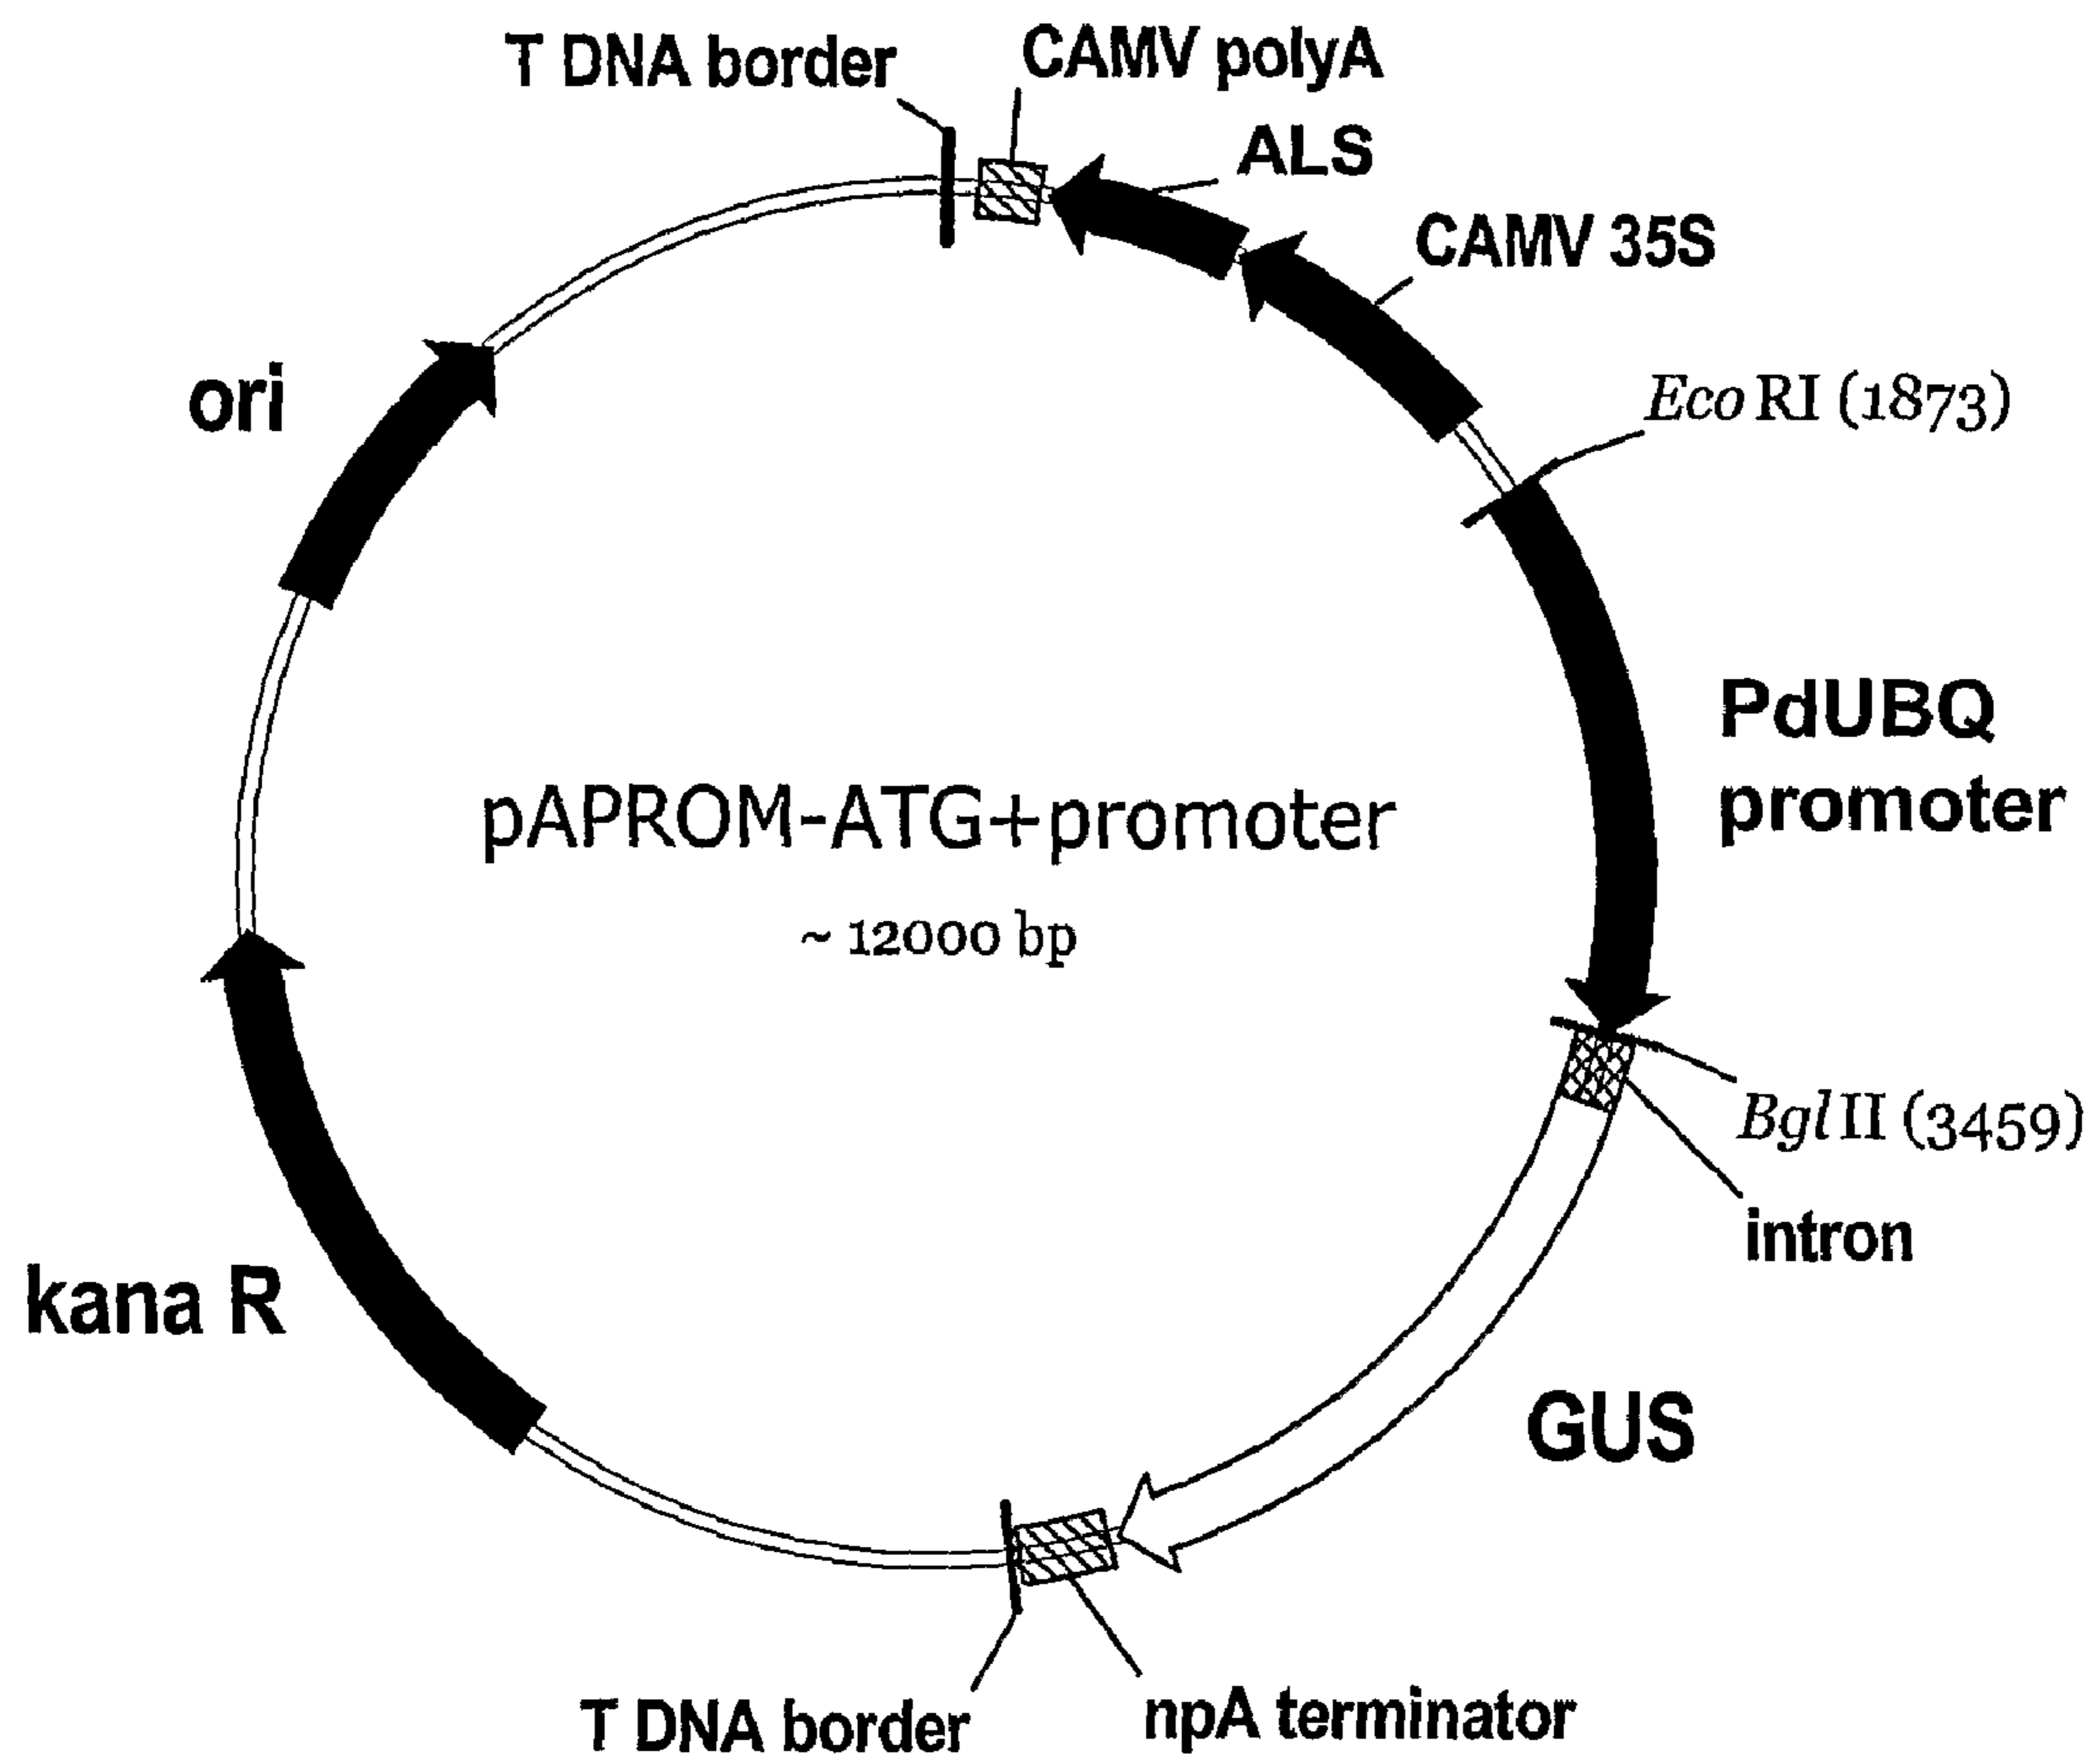 T DNA border
CAMV polyA
ALS
CAMV 35S
EcoRI (1873)
ori
PdUBQ
promoter
pAPROM-ATG+promoter
~ 12000 bp
BglII (3459)
intron
kana R
GUS
T DNA border
npA terminator